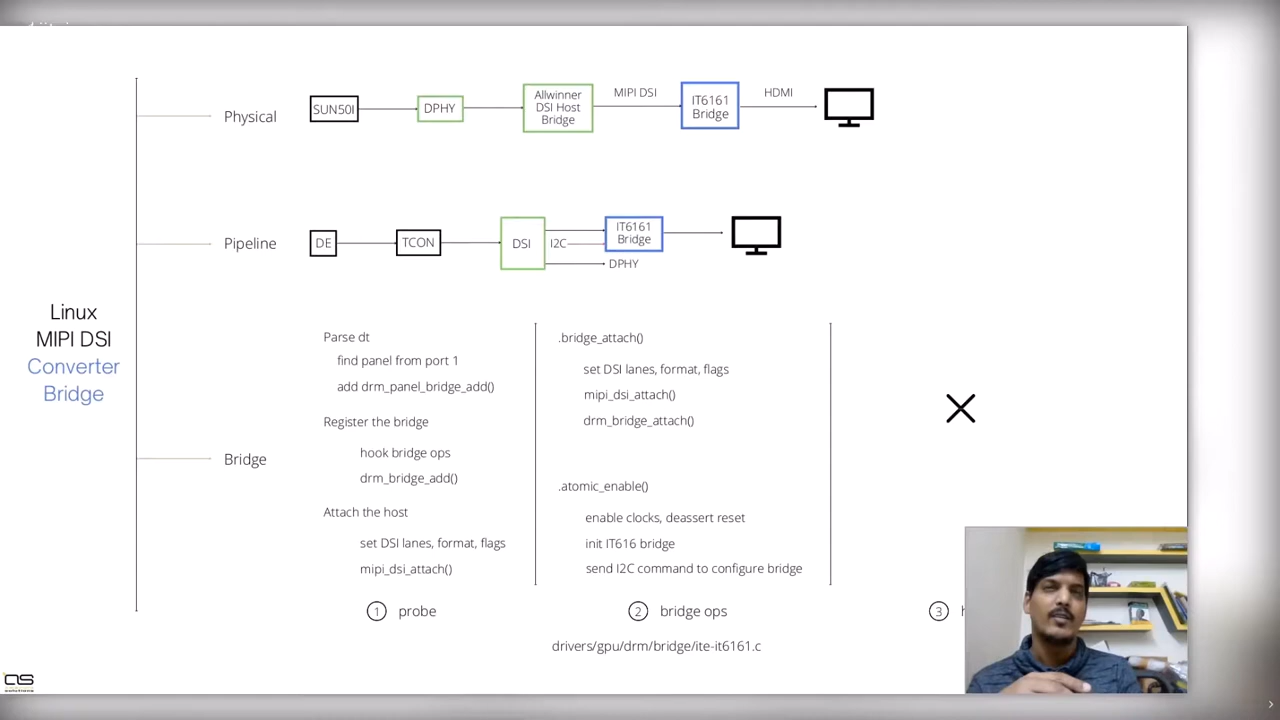 Physical
SUN50I
DPHY
Allwinner
DSI Host
Bridge
MIPI DSI
IT6161
Bridge
HDMI
Pipeline
DE
TCON
DSI
I2C
IT6161
Bridge
DPHY
Linux
MIPI DSI
Converter
Bridge
Bridge
Parse dt
find panel from port 1
add drm_panel_bridge_add()
Register the bridge
hook bridge ops
drm_bridge_add()
Attach the host
set DSI lanes, format, flags
mipi_dsi_attach()
1 probe
.bridge_attach()
set DSI lanes, format, flags
mipi_dsi_attach()
drm_bridge_attach()
.atomic_enable()
enable clocks, deassert reset
init IT616 bridge
send I2C command to configure bridge
2 bridge ops
3
drivers/gpu/drm/bridge/ite-it6161.c
as
solutions